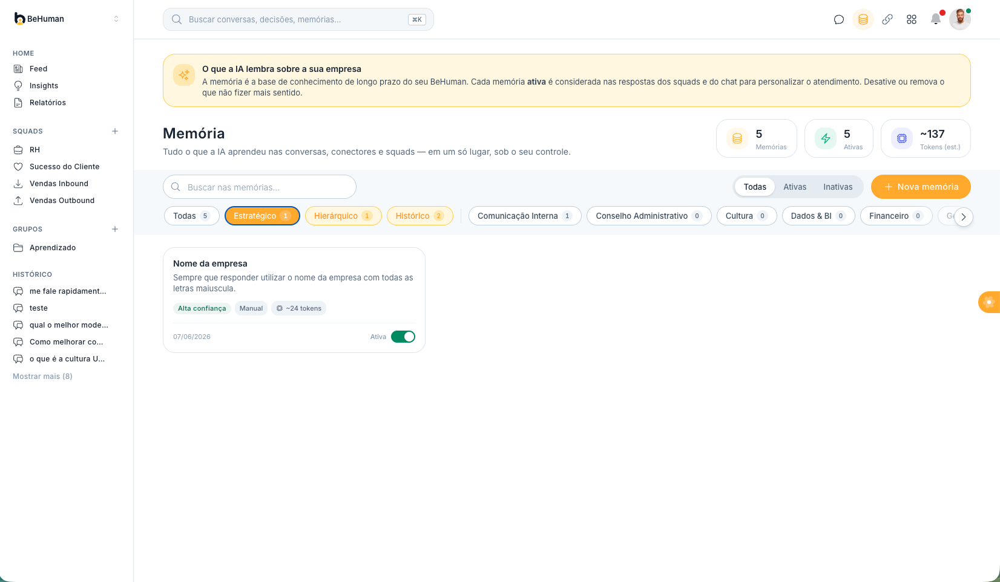 BeHuman
Buscar conversas, decisões, memórias...
⌘K
HOME
Feed
Insights
Relatórios
SQUADS
RH
Sucesso do Cliente
Vendas Inbound
Vendas Outbound
GRUPOS
Aprendizado
HISTÓRICO
me fale rapidament...
teste
qual o melhor mode...
Como melhorar co...
o que é a cultura U...
Mostrar mais (8)
O que a IA lembra sobre a sua empresa
A memória é a base de conhecimento de longo prazo do seu BeHuman. Cada memória ativa é considerada nas respostas dos squads e do chat para personalizar o atendimento. Desative ou remova o
que não fizer mais sentido.
Memória
Tudo o que a IA aprendeu nas conversas, conectores e squads — em um só lugar, sob o seu controle.
5
Memórias
5
Ativas
~137
Tokens (est.)
Buscar nas memórias...
Todas Ativas Inativas
+ Nova memória
Todas 5 Estratégico 1 Hierárquico 1 Histórico 2 Comunicação Interna 1 Conselho Administrativo 0 Cultura 0 Dados & BI 0 Financeiro 0
Nome da empresa
Sempre que responder utilizar o nome da empresa com todas as
letras maiuscula.
Alta confiança Manual ~24 tokens
07/06/2026 Ativa